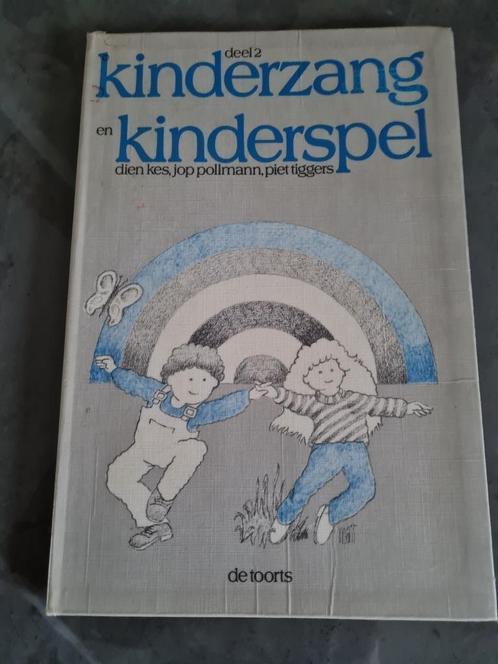 deel 2
kinderzang
en kinderspel
dien kes, jop pollmann, piet tiggers
de toorts